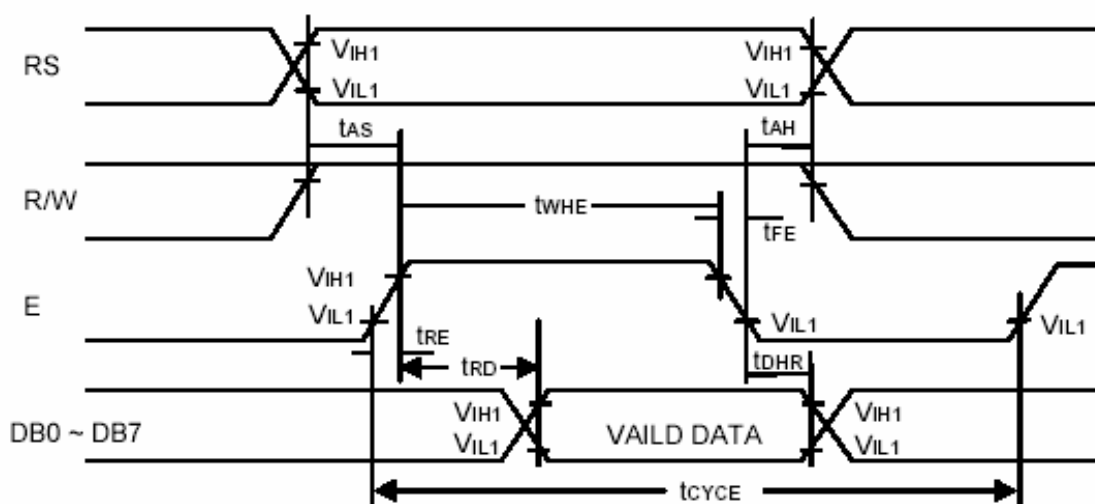 RS
VIH1
VIH1
VIL1
VIL1
tAS
tAH
R/W
tWHE
tFE
E
VIH1
VIL1
VIL1
VIL1
tRE
tRD
tDHR
DB0 ~ DB7
VIH1
VIL1
VAILD DATA
VIH1
VIL1
tCYCE